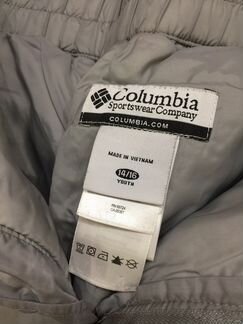 Columbia
Sportswear Company
COLUMBIA.COM
MADE IN VIETNAM
14/16
YOUTH